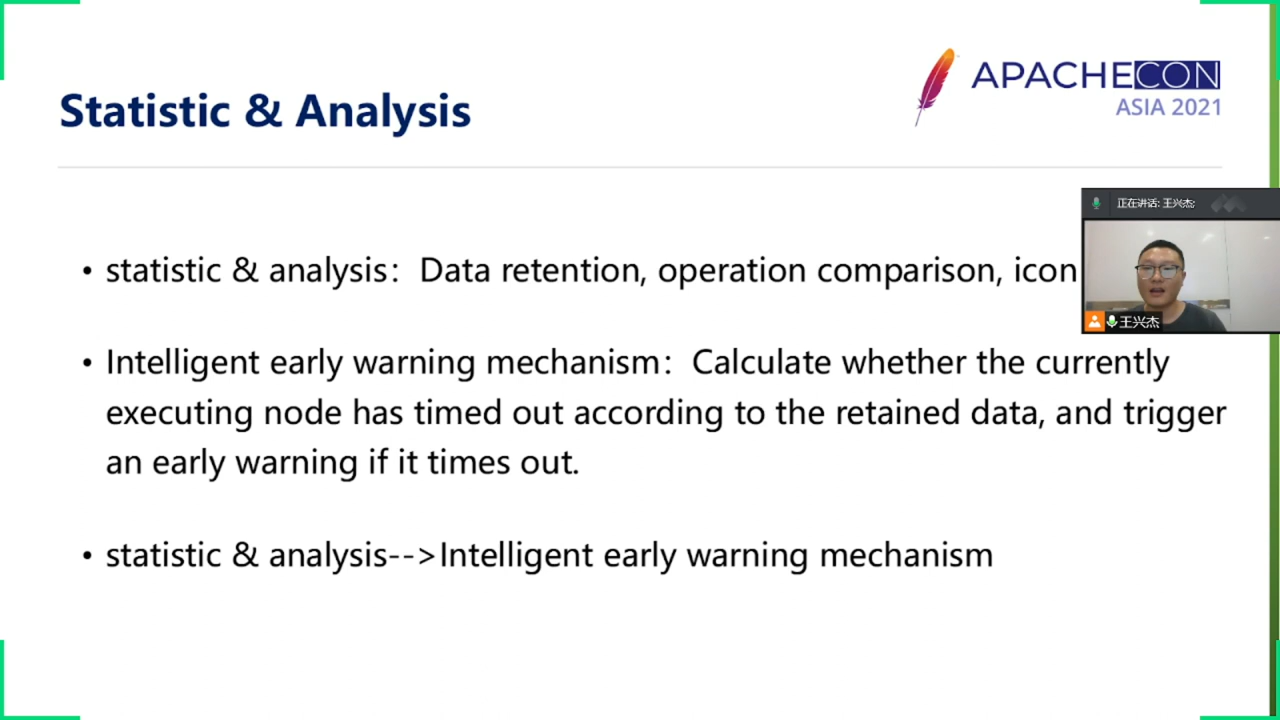 APACHECON
ASIA 2021
Statistic & Analysis
正在讲话: 王兴杰;
• statistic & analysis： Data retention, operation comparison, icon
王兴杰
• Intelligent early warning mechanism： Calculate whether the currently
executing node has timed out according to the retained data, and trigger
an early warning if it times out.
• statistic & analysis-->Intelligent early warning mechanism